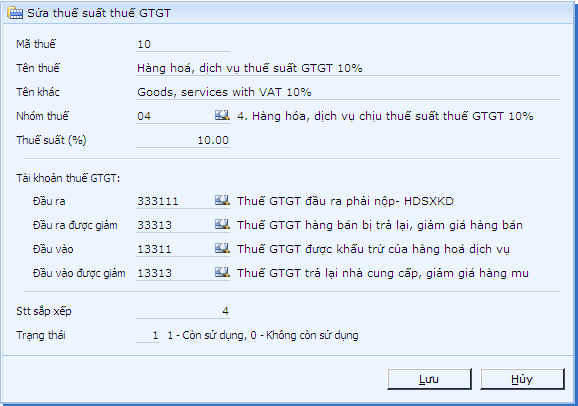 Sửa thuế suất thuế GTGT
Mã thuế 10
Tên thuế Hàng hoá, dịch vụ thuế suất GTGT 10%
Tên khác Goods, services with VAT 10%
Nhóm thuế 04 4. Hàng hóa, dịch vụ chịu thuế suất thuế GTGT 10%
Thuế suất (%) 10.00
Tài khoản thuế GTGT:
Đầu ra 333111 Thuế GTGT đầu ra phải nộp- HDSXKD
Đầu ra được giảm 33313 Thuế GTGT hàng bán bị trả lại, giảm giá hàng bán
Đầu vào 13311 Thuế GTGT được khấu trừ của hàng hoá dịch vụ
Đầu vào được giảm 13313 Thuế GTGT trả lại nhà cung cấp, giảm giá hàng mu
Stt sắp xếp 4
Trạng thái 1 1 - Còn sử dụng, 0 - Không còn sử dụng
Lưu Hủy